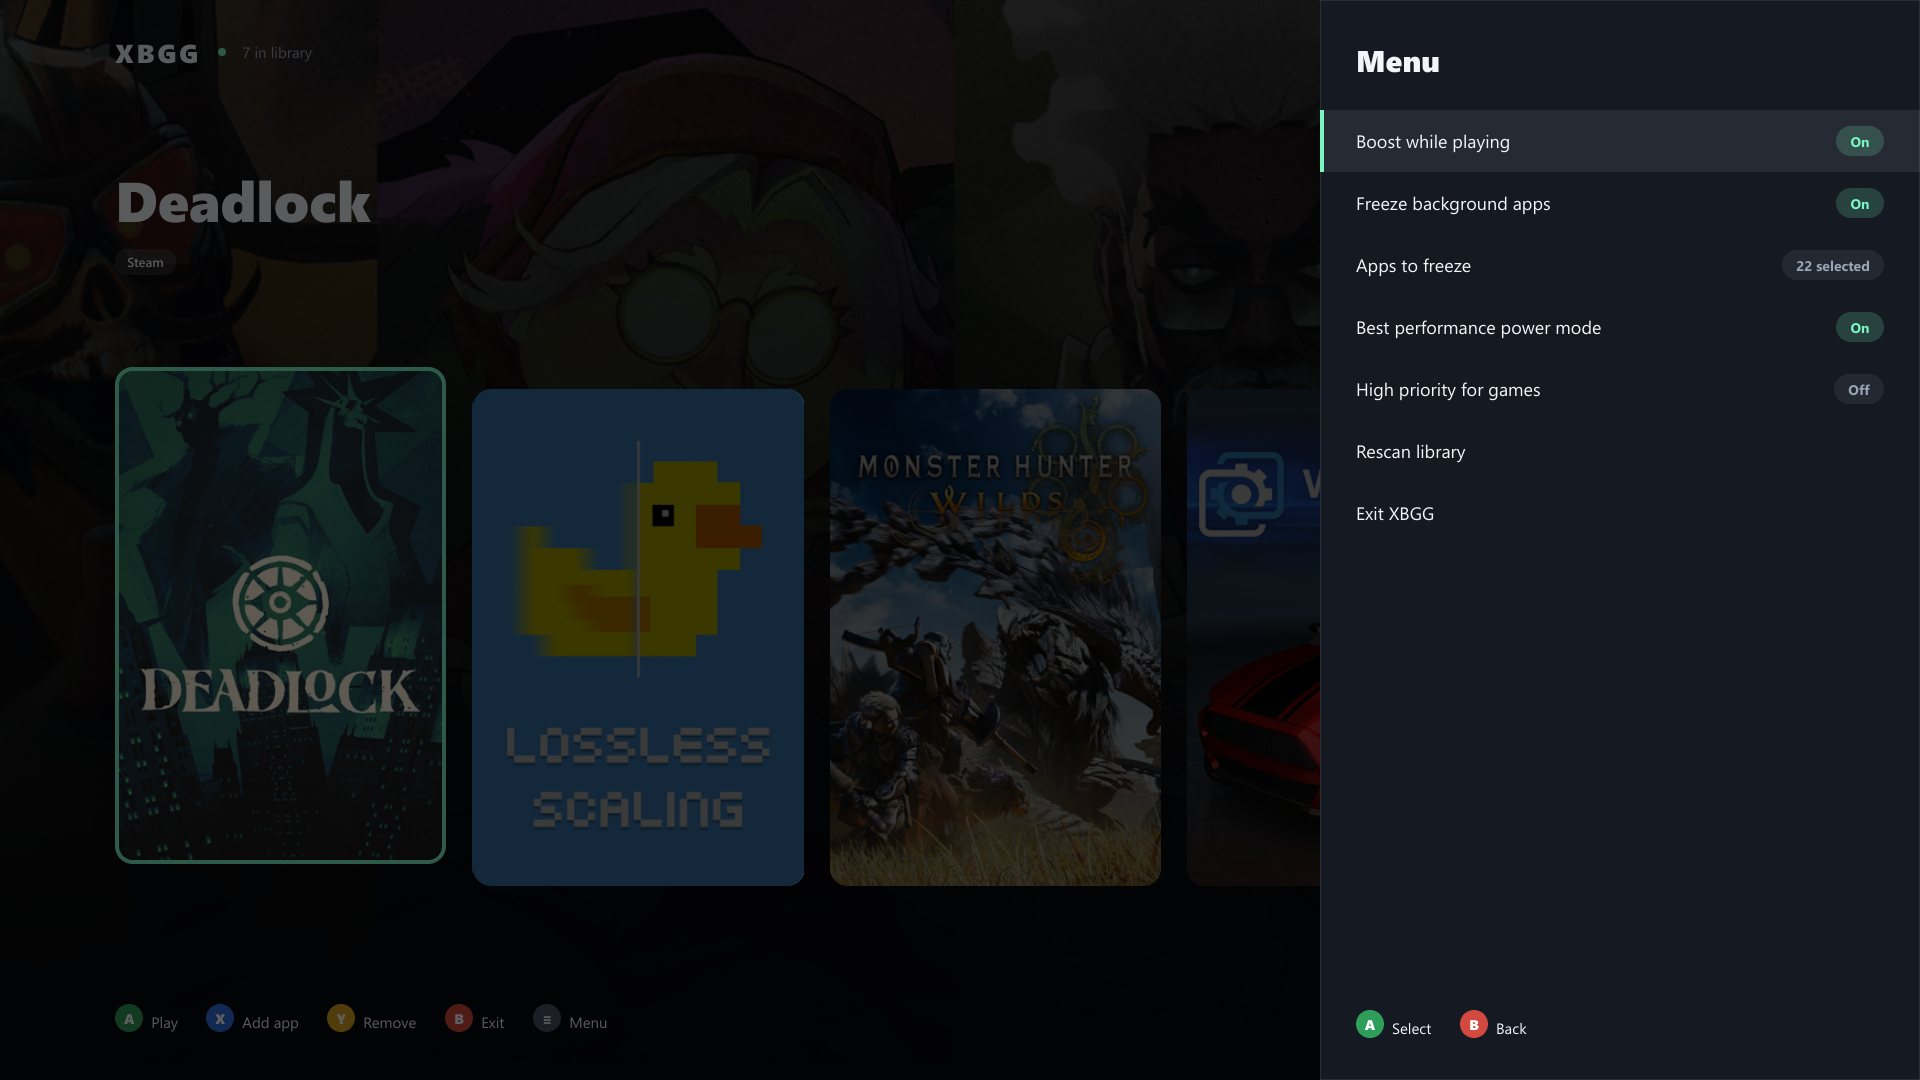 XBGG
7 in library
Deadlock
Steam
DEADLOCK
LOSSLESS
SCALING
MONSTER HUNTER
WILDS
Play
Add app
Remove
Exit
Menu
A
X
Y
B
Menu
Boost while playing
On
Freeze background apps
On
Apps to freeze
22 selected
Best performance power mode
On
High priority for games
Off
Rescan library
Exit XBGG
A Select
B Back